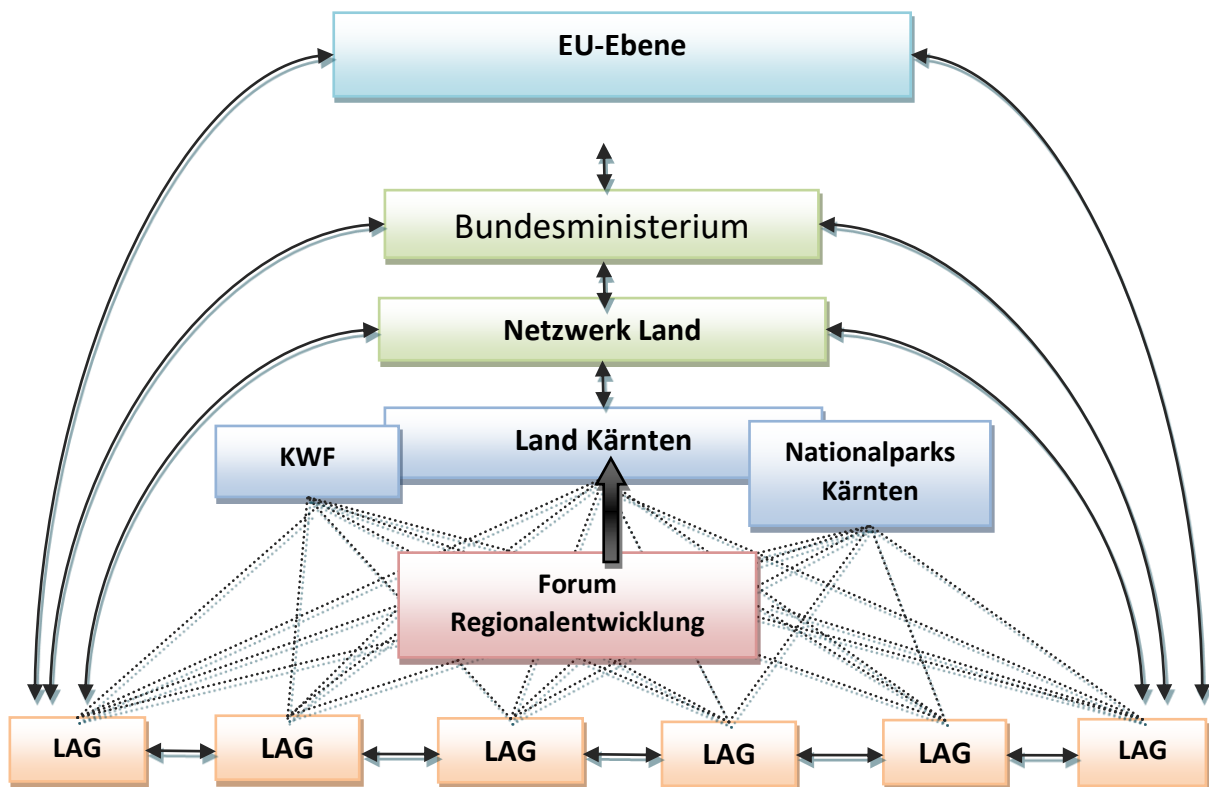 EU-Ebene
Bundesministerium
Netzwerk Land
Land Kärnten
KWF
Nationalparks
Kärnten
Forum
Regionalentwicklung
LAG
LAG
LAG
LAG
LAG
LAG